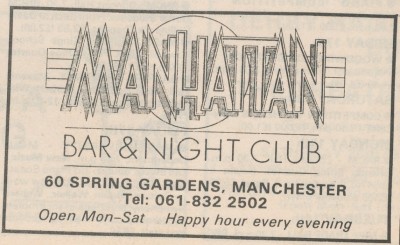 MANHATTAN
BAR & NIGHT CLUB
60 SPRING GARDENS, MANCHESTER
Tel: 061-832 2502
Open Mon-Sat Happy hour every evening